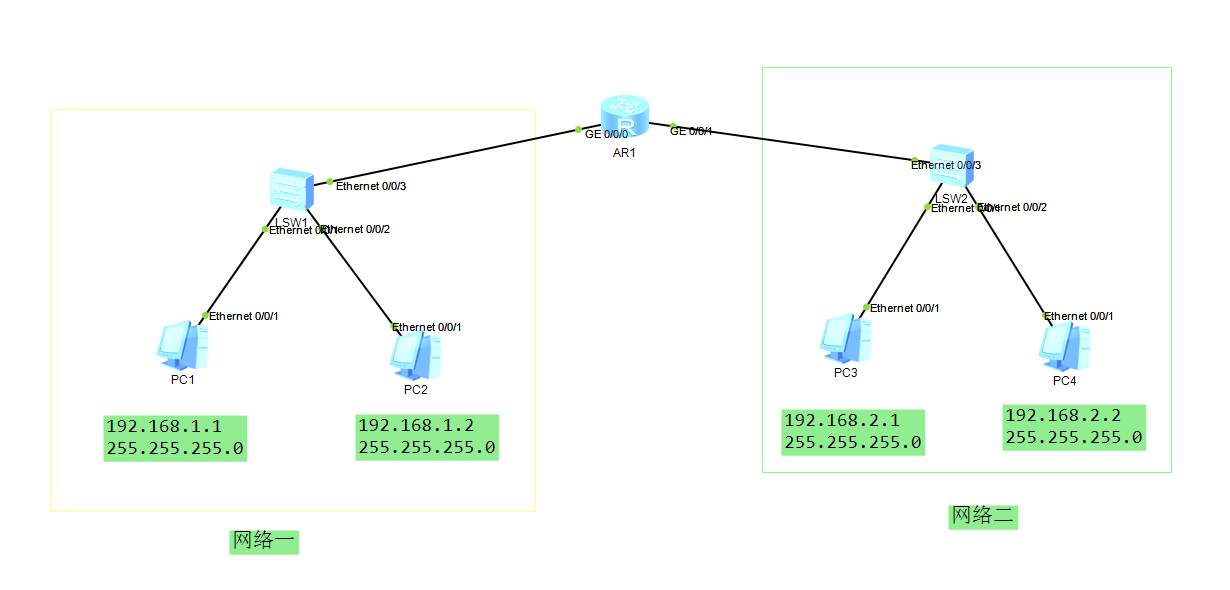 GE 0/0/0
GE 0/0/1
AR1
Ethernet 0/0/3
LSW1
Ethernet 0/0/1
Ethernet 0/0/2
Ethernet 0/0/1
Ethernet 0/0/1
PC1
PC2
192.168.1.1
255.255.255.0
192.168.1.2
255.255.255.0
网络一
Ethernet 0/0/3
LSW2
Ethernet 0/0/1
Ethernet 0/0/2
Ethernet 0/0/1
Ethernet 0/0/1
PC3
PC4
192.168.2.1
255.255.255.0
192.168.2.2
255.255.255.0
网络二